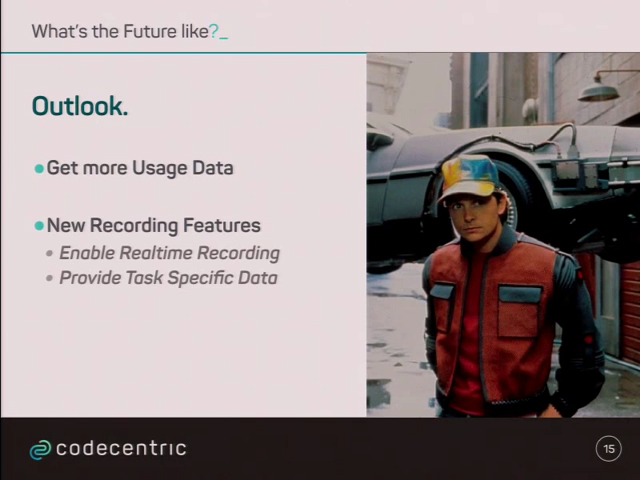 What's the Future like?_
Outlook.
Get more Usage Data
New Recording Features
Enable Realtime Recording
Provide Task Specific Data
codecentric
15